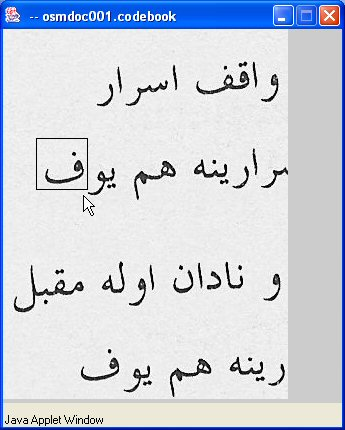 -- osmdoc001.codebook
واقف اسرار
سرارينه هم يوف
و نادان اوله مقبل
رينه هم يوف
Java Applet Window